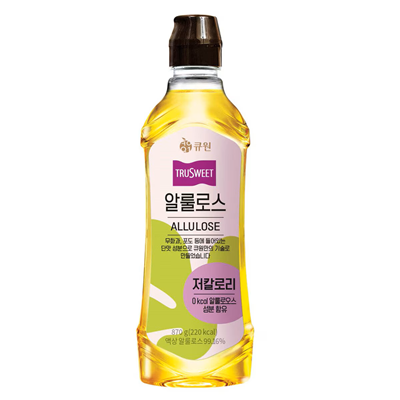 큐원
TRUSWEET
알룰로스
ALLULOSE
무화과, 포도 등에 들어있는
단맛 성분으로 큐원만의 기술로
만들었습니다
저칼로리
0 kcal 알룰로오스
성분 함유
870 g(220 kcal)
액상 알룰로스 99.16%